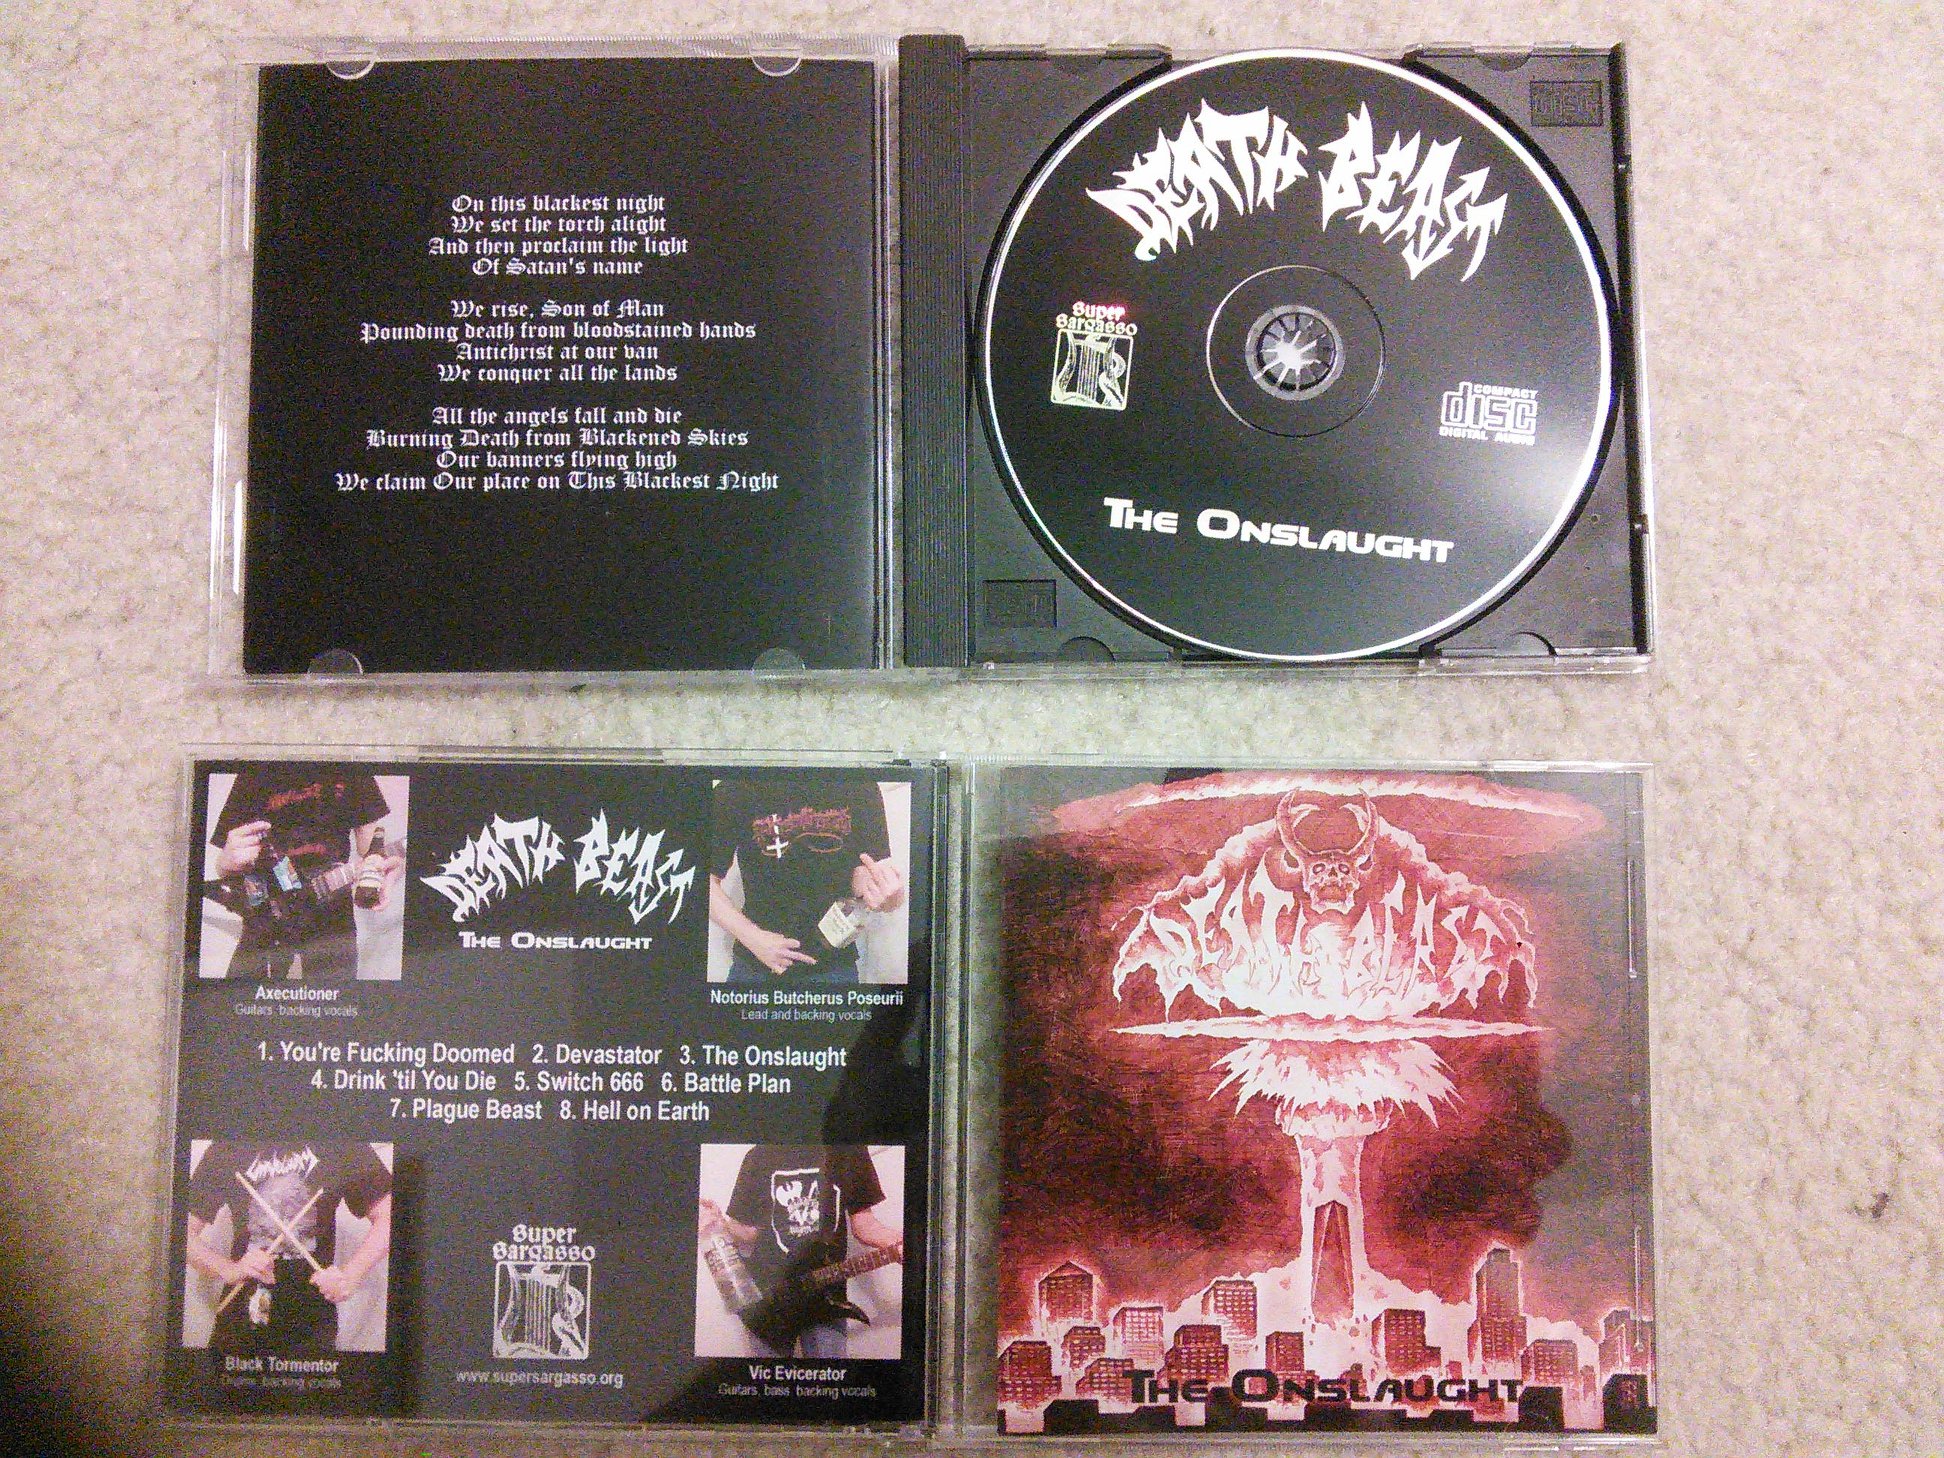 On this blackest night
We set the torch alight
And then proclaim the light
Of Satan's name
We rise, Son of Man
Pounding death from bloodstained hands
Antichrist at our van
We conquer all the lands
All the angels fall and die
Burning Death from Blackened Skies
Our banners flying high
We claim Our place on This Blackest Night
DEATH BEAST
Super
Sargasso
COMPACT
disc
DIGITAL AUDIO
THE ONSLAUGHT
DEATH BEAST
THE ONSLAUGHT
Axecutioner
Guitars, backing vocals
Notorius Butcherus Poseurii
Lead and backing vocals
1. You're Fucking Doomed 2. Devastator 3. The Onslaught
4. Drink 'til You Die 5. Switch 666 6. Battle Plan
7. Plague Beast 8. Hell on Earth
Super
Sargasso
www.supersargasso.org
Black Tormentor
Drums, backing vocals
Vic Evicerator
Guitars, bass, backing vocals
DEATH BEAST
THE ONSLAUGHT